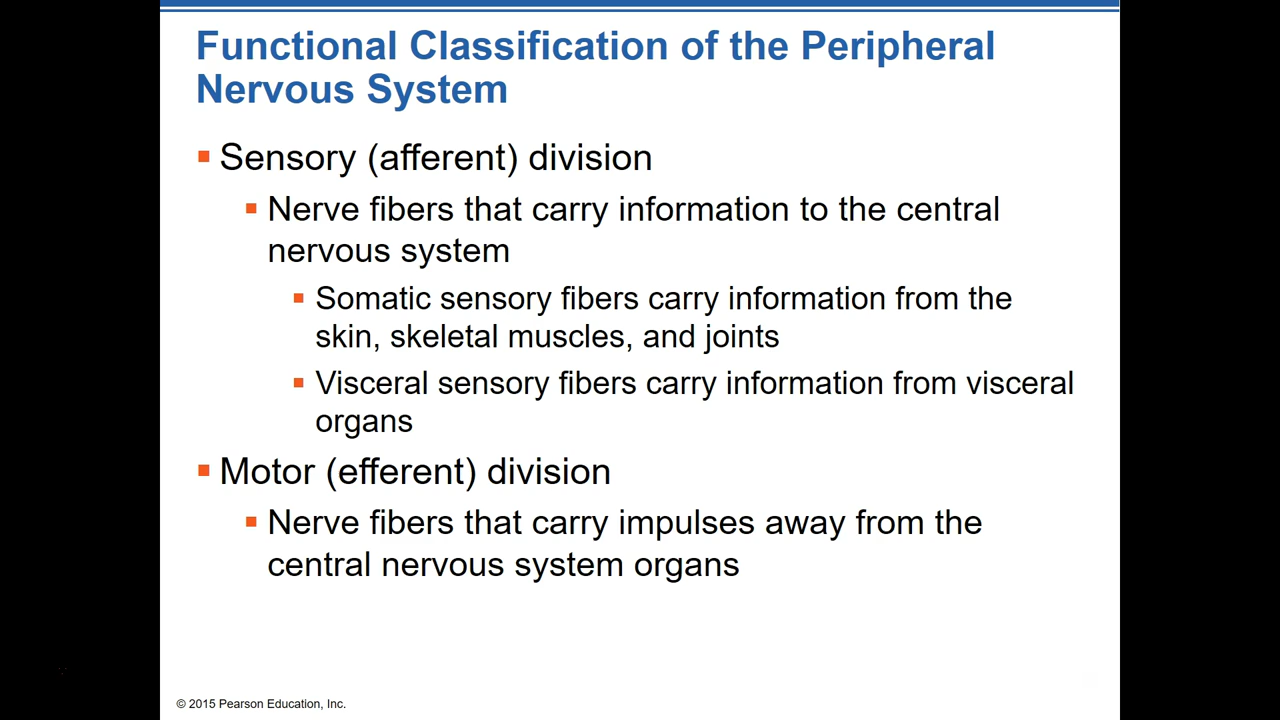 Functional Classification of the Peripheral
Nervous System
Sensory (afferent) division
Nerve fibers that carry information to the central
nervous system
Somatic sensory fibers carry information from the
skin, skeletal muscles, and joints
Visceral sensory fibers carry information from visceral
organs
Motor (efferent) division
Nerve fibers that carry impulses away from the
central nervous system organs
© 2015 Pearson Education, Inc.